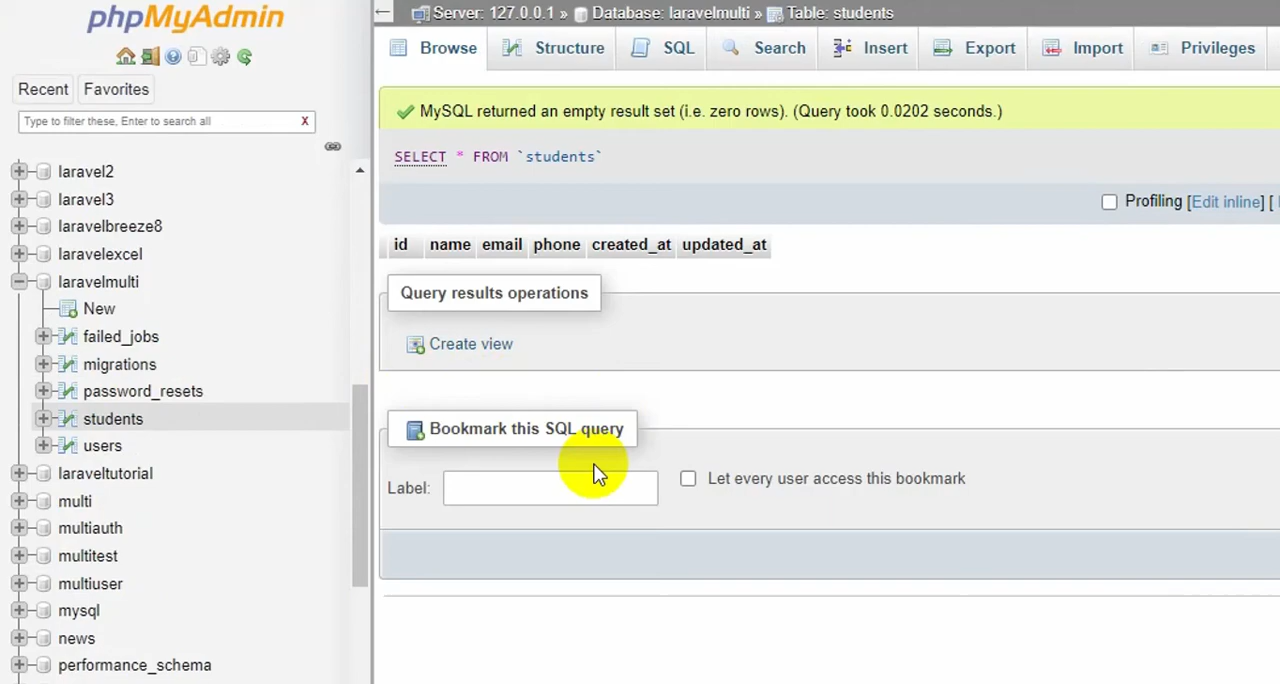 phpMyAdmin
Recent Favorites
Type to filter these, Enter to search all X
laravel2
laravel3
laravelbreeze8
laravelexcel
laravelmulti
New
failed_jobs
migrations
password_resets
students
users
laraveltutorial
multi
multiauth
multitest
multiuser
mysql
news
performance_schema
Server: 127.0.0.1 » Database: laravelmulti » Table: students
Browse Structure SQL Search Insert Export Import Privileges
MySQL returned an empty result set (i.e. zero rows). (Query took 0.0202 seconds.)
SELECT * FROM `students`
Profiling [Edit inline] [
id name email phone created_at updated_at
Query results operations
Create view
Bookmark this SQL query
Label: Let every user access this bookmark